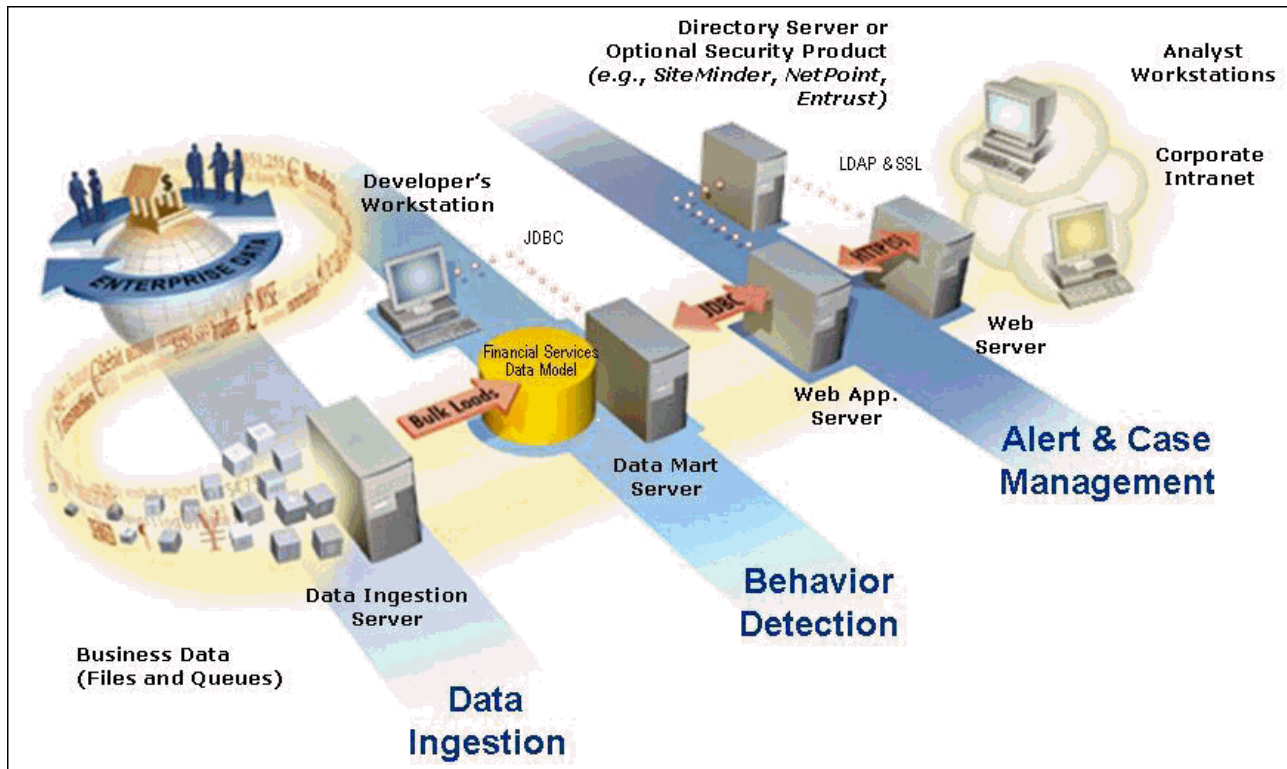 Directory Server or
Optional Security Product
(e.g., SiteMinder, NetPoint,
Entrust)
Analyst
Workstations
LDAP & SSL
Corporate
Intranet
Developer's
Workstation
JDBC
ENTERPRISE DATA
HTTP(S)
JDBC
Web
Server
Financial Services
Data Model
Bulk Loads
Web App.
Server
Alert & Case
Management
Data Mart
Server
Data Ingestion
Server
Behavior
Detection
Business Data
(Files and Queues)
Data
Ingestion